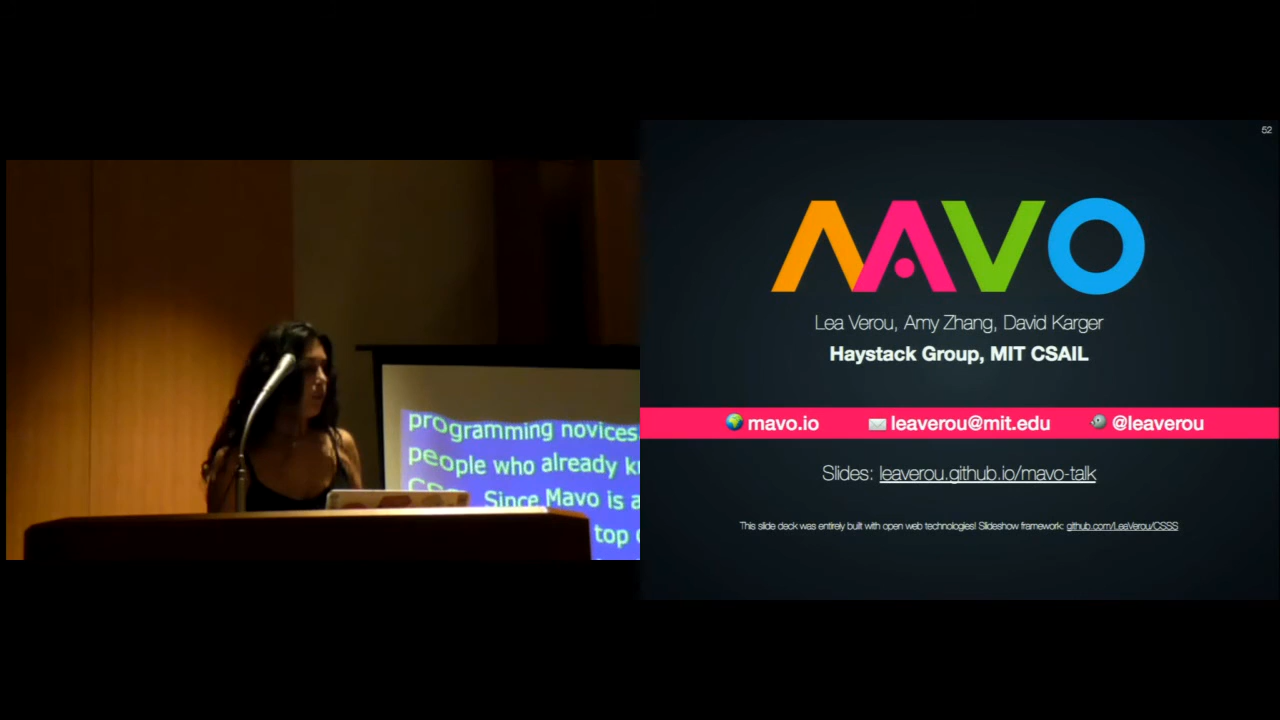 programming novices
people who already
Since Mavo is a
top
52
MAVO
Lea Verou, Amy Zhang, David Karger
Haystack Group, MIT CSAIL
mavo.io leaverou@mit.edu @leaverou
Slides: leaverou.github.io/mavo-talk
This slide deck was entirely built with open web technologies! Slideshow framework: github.com/LeaVerou/CSSS